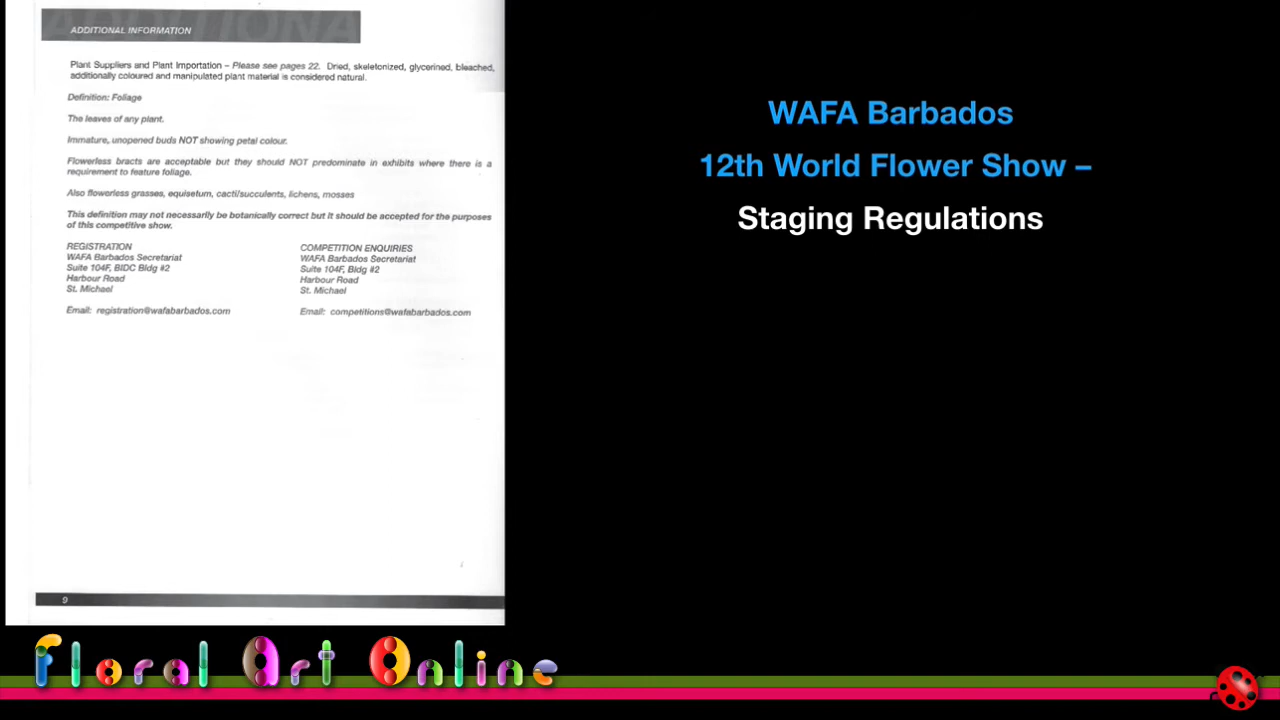 ADDITIONAL INFORMATION
Plant Suppliers and Plant Importation – Please see pages 22. Dried, skeletonized, glycerined, bleached,
additionally coloured and manipulated plant material is considered natural.
Definition: Foliage
The leaves of any plant.
Immature, unopened buds NOT showing petal colour.
Flowerless bracts are acceptable but they should NOT predominate in exhibits where there is a
requirement to feature foliage.
Also flowerless grasses, equisetum, cacti/succulents, lichens, mosses
This definition may not necessarily be botanically correct but it should be accepted for the purposes
of this competitive show.
REGISTRATION
WAFA Barbados Secretariat
Suite 104F, BIDC Bldg #2
Harbour Road
St. Michael
Email: registration@wafabarbados.com
COMPETITION ENQUIRIES
WAFA Barbados Secretariat
Suite 104F, Bldg #2
Harbour Road
St. Michael
Email: competitions@wafabarbados.com
9
WAFA Barbados
12th World Flower Show –
Staging Regulations
Floral Art Online